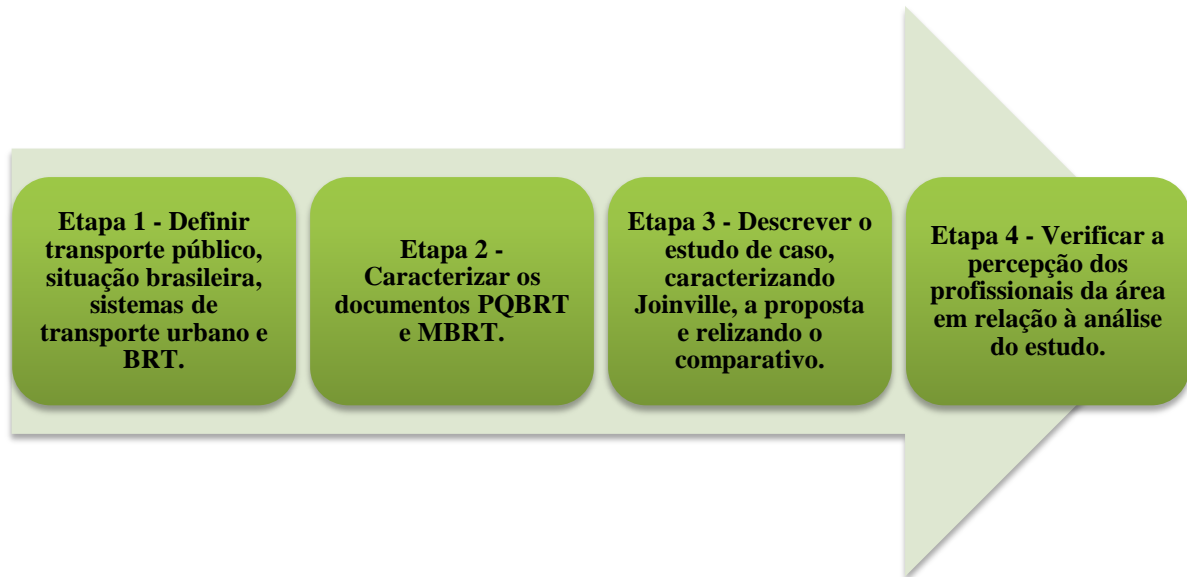 Etapa 1 - Definir
transporte público,
situação brasileira,
sistemas de
transporte urbano e
BRT.
Etapa 2 -
Caracterizar os
documentos PQBRT
e MBRT.
Etapa 3 - Descrever o
estudo de caso,
caracterizando
Joinville, a proposta
e relizando o
comparativo.
Etapa 4 - Verificar a
percepção dos
profissionais da área
em relação à análise
do estudo.